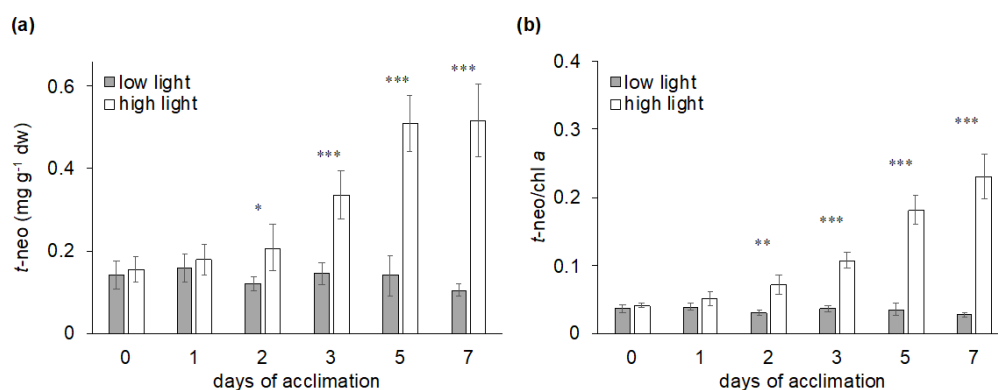 (a)
t-neo (mg g⁻¹ dw)
0.6
0.4
0.2
0
low light
high light
*
***
***
***
0 1 2 3 5 7
days of acclimation
(b)
t-neo/chl a
0.4
0.3
0.2
0.1
0
low light
high light
**
***
***
***
0 1 2 3 5 7
days of acclimation